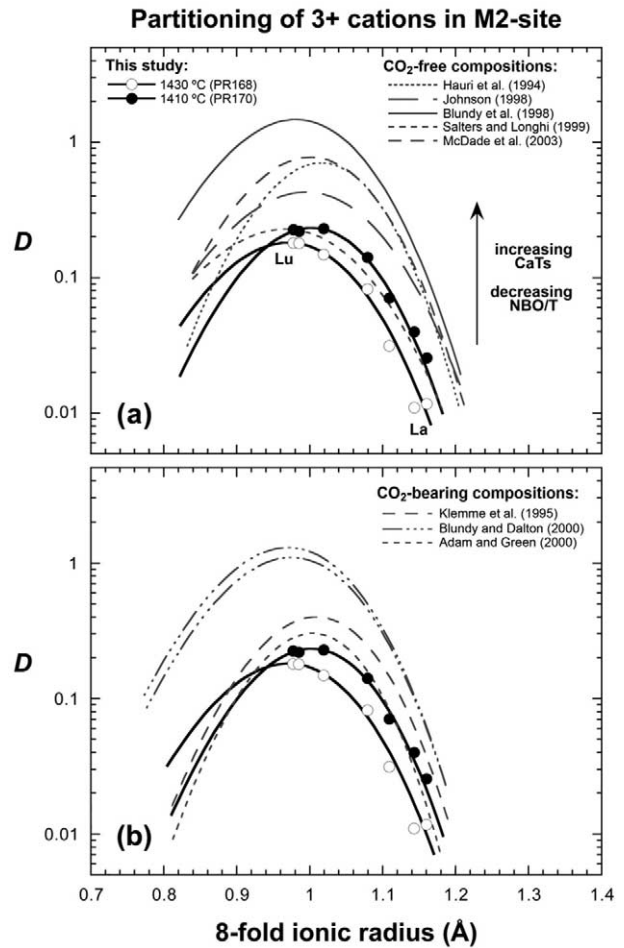 Partitioning of 3+ cations in M2-site
This study:
1430 ºC (PR168)
1410 ºC (PR170)
CO₂-free compositions:
Hauri et al. (1994)
Johnson (1998)
Blundy et al. (1998)
Salters and Longhi (1999)
McDade et al. (2003)
1
D
0.1
0.01
Lu
La
increasing
CaTs
decreasing
NBO/T
(a)
CO₂-bearing compositions:
Klemme et al. (1995)
Blundy and Dalton (2000)
Adam and Green (2000)
1
D
0.1
0.01
(b)
0.7 0.8 0.9 1 1.1 1.2 1.3 1.4
8-fold ionic radius (Å)